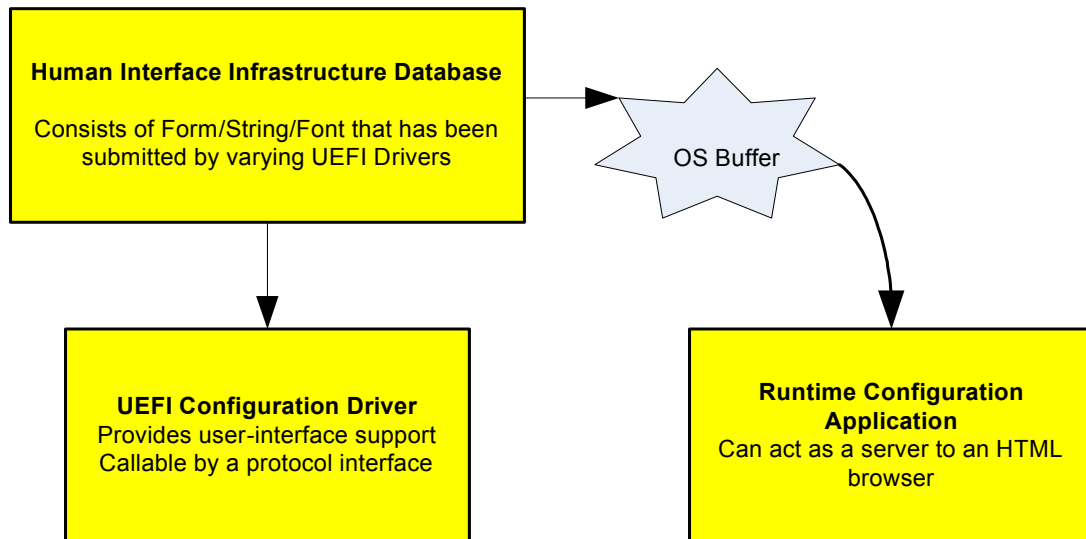 Human Interface Infrastructure Database
Consists of Form/String/Font that has been
submitted by varying UEFI Drivers
OS Buffer
UEFI Configuration Driver
Provides user-interface support
Callable by a protocol interface
Runtime Configuration
Application
Can act as a server to an HTML
browser